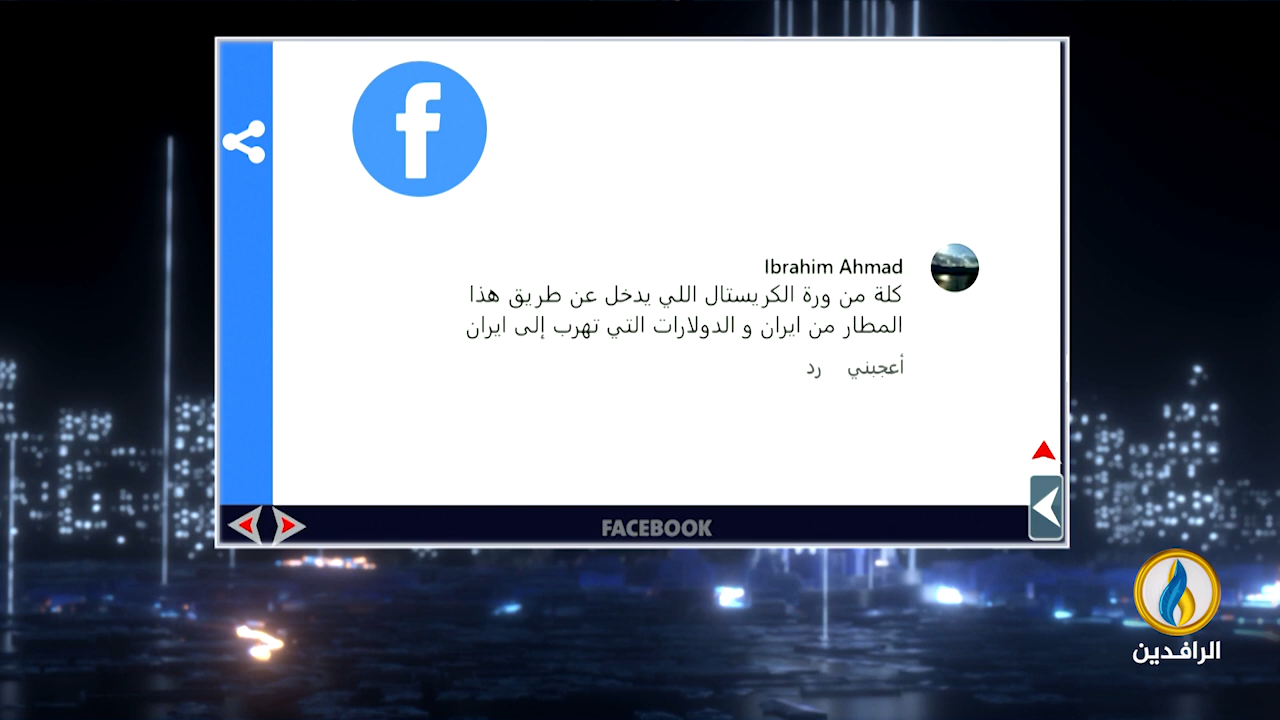 Ibrahim Ahmad
كلة من ورة الكريستال اللي يدخل عن طريق هذا
المطار من ايران و الدولارات التي تهرب إلى ايران
أعجبني رد
FACEBOOK
الرافدين